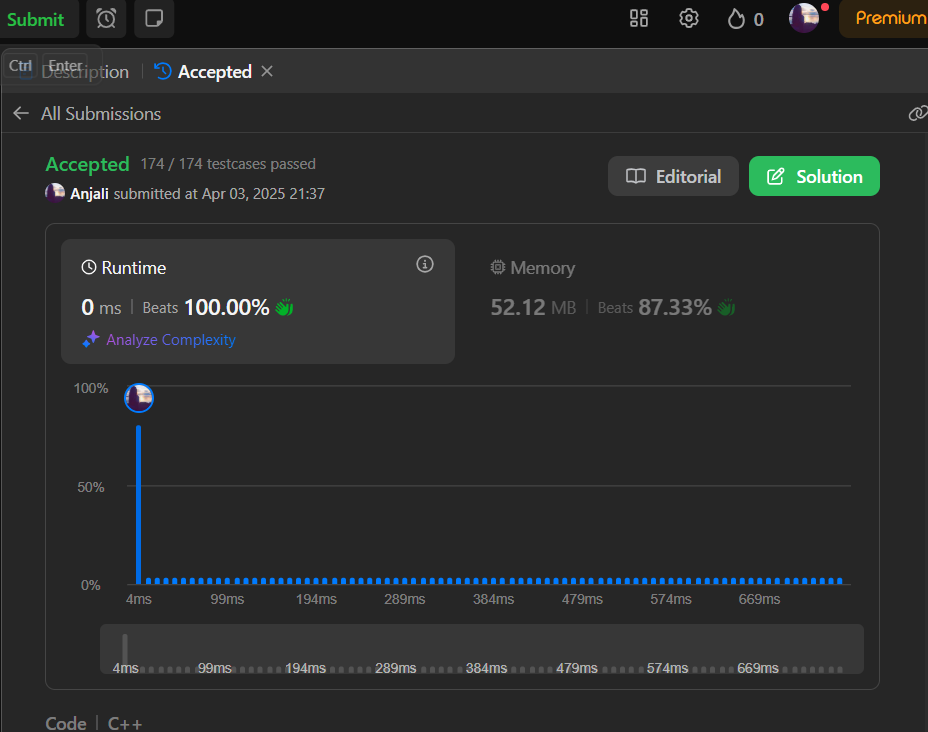 Submit
0
Premium
Ctrl Enter
Description
Accepted
All Submissions
Accepted 174 / 174 testcases passed
Anjali submitted at Apr 03, 2025 21:37
Editorial
Solution
Runtime
0 ms | Beats 100.00%
Analyze Complexity
Memory
52.12 MB | Beats 87.33%
100%
50%
0%
4ms 99ms 194ms 289ms 384ms 479ms 574ms 669ms
4ms 99ms 194ms 289ms 384ms 479ms 574ms 669ms
Code | C++